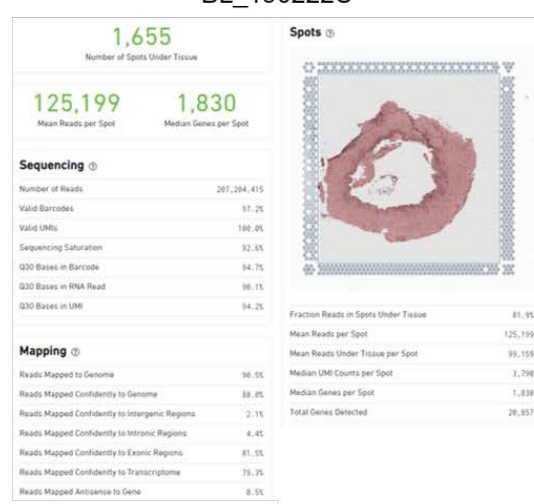 1,655
Number of Spots Under Tissue
125,199
Mean Reads per Spot
1,830
Median Genes per Spot
Sequencing
Number of Reads 207,204,415
Valid Barcodes 97.2%
Valid UMIs 100.0%
Sequencing Saturation 92.6%
Q30 Bases in Barcode 94.7%
Q30 Bases in RNA Read 90.1%
Q30 Bases in UMI 94.2%
Mapping
Reads Mapped to Genome 90.5%
Reads Mapped Confidently to Genome 88.0%
Reads Mapped Confidently to Intergenic Regions 2.1%
Reads Mapped Confidently to Intronic Regions 4.4%
Reads Mapped Confidently to Exonic Regions 81.5%
Reads Mapped Confidently to Transcriptome 79.3%
Reads Mapped Antisense to Gene 0.5%
Spots
Fraction Reads in Spots Under Tissue 81.9%
Mean Reads per Spot 125,199
Mean Reads Under Tissue per Spot 99,159
Median UMI Counts per Spot 3,790
Median Genes per Spot 1,830
Total Genes Detected 20,857